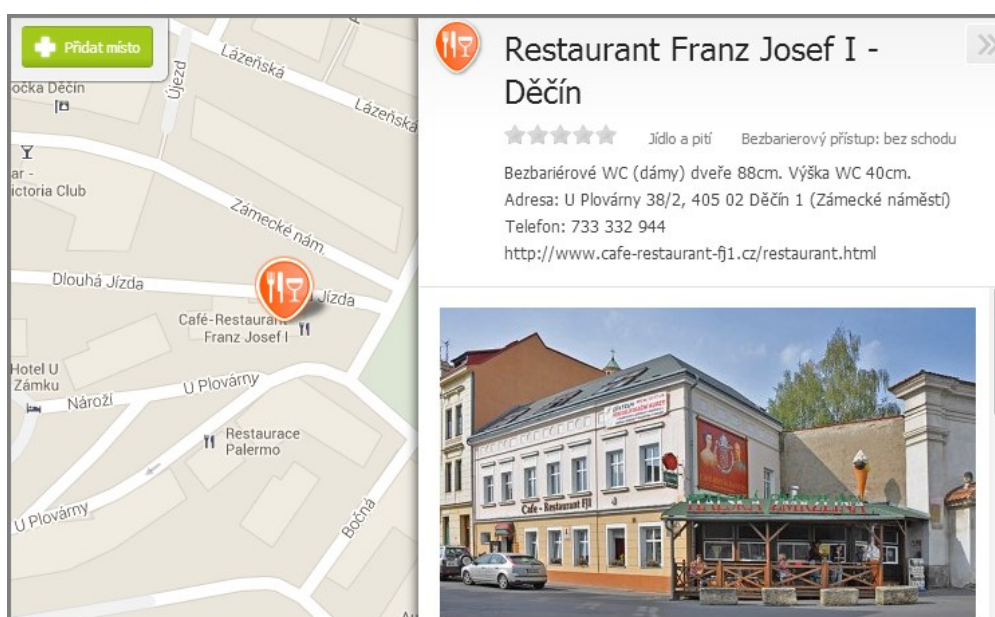 Přidat místo
Lázeňská
Lázeňská
Újezd
očka Děčín
ar -
ictoria Club
Zámecké nám.
Dlouhá Jízda
Jízda
Café-Restaurant
Franz Josef I
Hotel U
Zámku
Nároží
U Plovárny
Restaurace
Palermo
U Plovárny
Bočná
Restaurant Franz Josef I -
Děčín
Jídlo a pití Bezbarierový přístup: bez schodu
Bezbariérové WC (dámy) dveře 88cm. Výška WC 40cm.
Adresa: U Plovárny 38/2, 405 02 Děčín 1 (Zámecké náměstí)
Telefon: 733 332 944
http://www.cafe-restaurant-fj1.cz/restaurant.html
Cafe - Restaurant FjI
ITALSKÁ ZMRZLINA